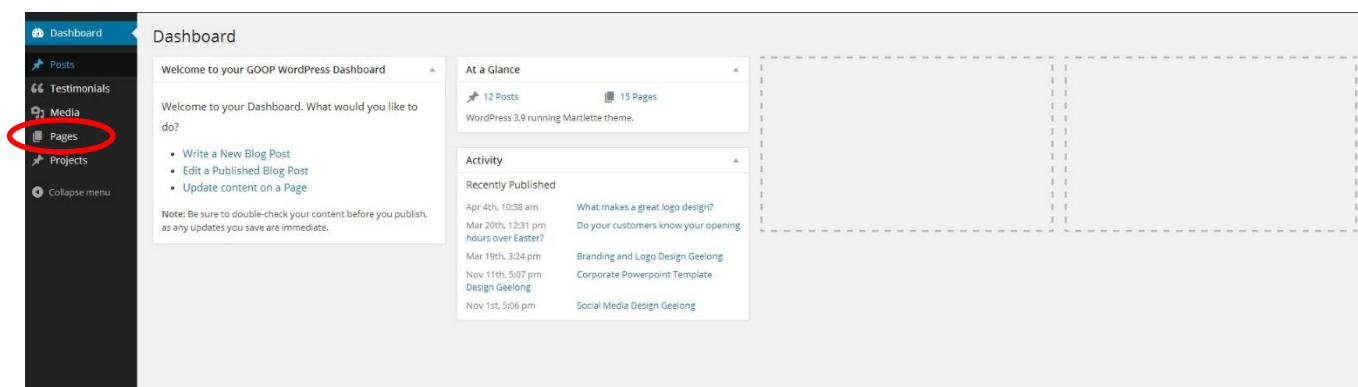 Dashboard
Posts
Testimonials
Media
Pages
Projects
Collapse menu
Dashboard
Welcome to your GOOP WordPress Dashboard
Welcome to your Dashboard. What would you like to
do?
• Write a New Blog Post
• Edit a Published Blog Post
• Update content on a Page
Note: Be sure to double-check your content before you publish,
as any updates you save are immediate.
At a Glance
12 Posts 15 Pages
WordPress 3.9 running Martlette theme.
Activity
Recently Published
Apr 4th, 10:38 am What makes a great logo design?
Mar 20th, 12:31 pm Do your customers know your opening
hours over Easter?
Mar 19th, 3:24 pm Branding and Logo Design Geelong
Nov 11th, 5:07 pm Corporate Powerpoint Template
Design Geelong
Nov 1st, 5:06 pm Social Media Design Geelong